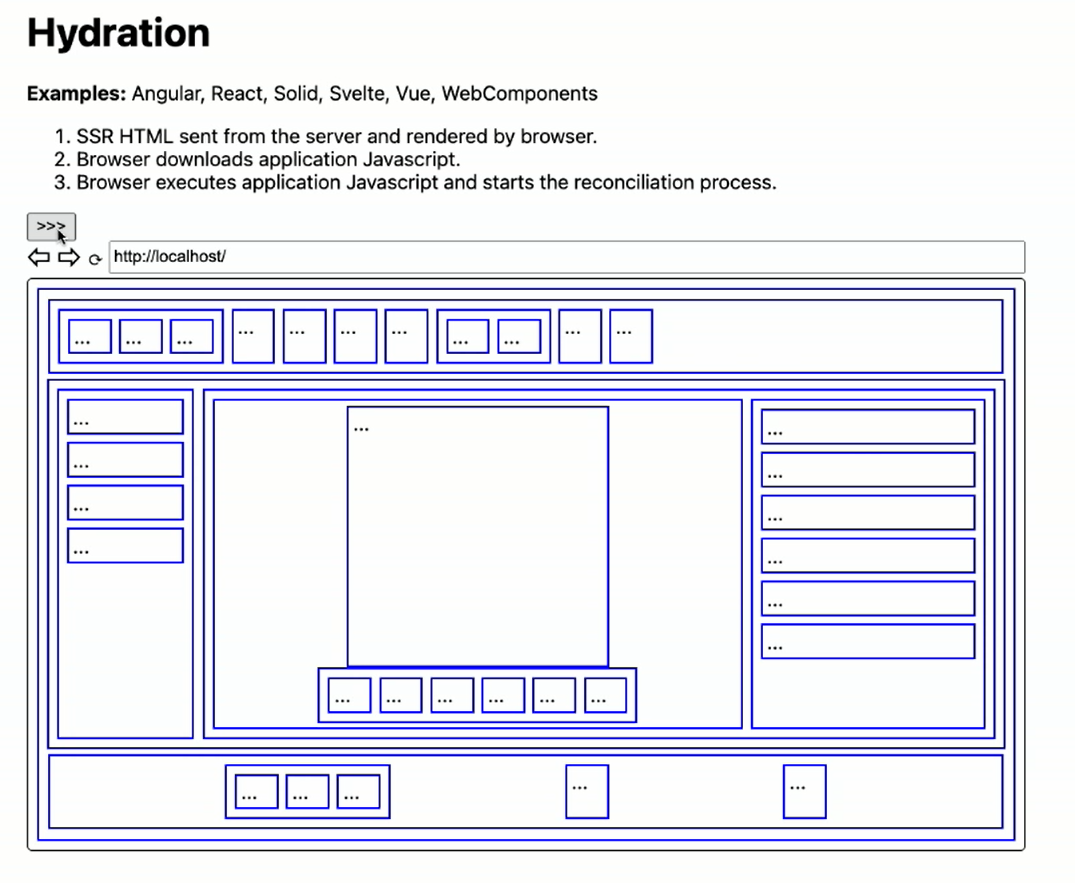 Hydration
Examples: Angular, React, Solid, Svelte, Vue, WebComponents
1. SSR HTML sent from the server and rendered by browser.
2. Browser downloads application Javascript.
3. Browser executes application Javascript and starts the reconciliation process.
>>>
http://localhost/
... ... ... ... ... ... ... ... ... ... ...
... ... ...
...
... ...
... ...
...
...
...
... ... ... ... ... ...
... ... ... ... ...